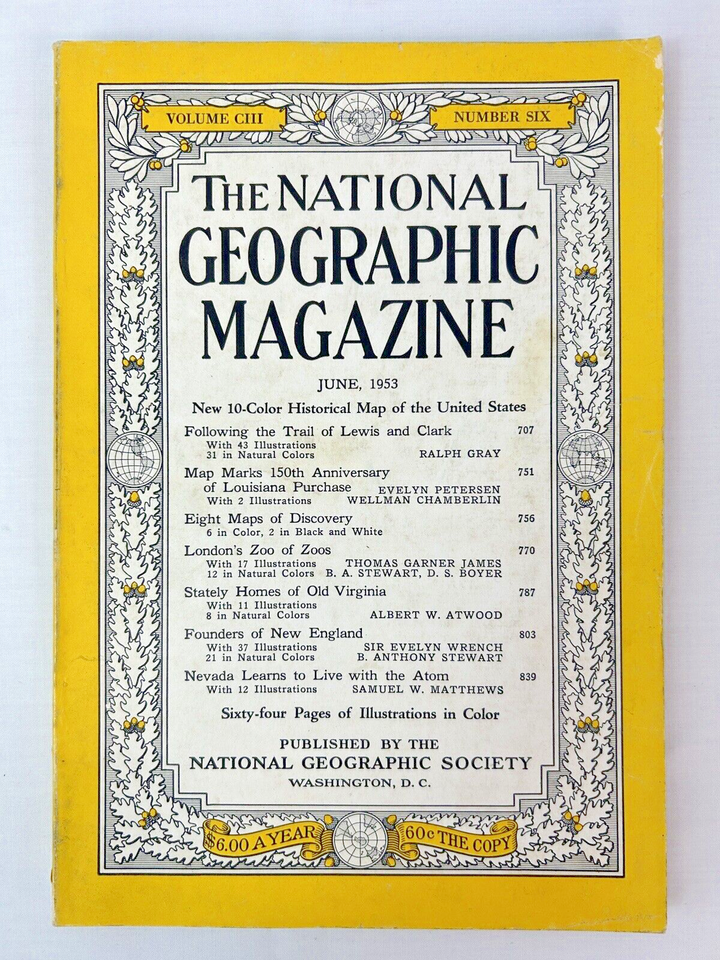 VOLUME CIII NUMBER SIX
THE NATIONAL
GEOGRAPHIC
MAGAZINE
JUNE, 1953
New 10-Color Historical Map of the United States
Following the Trail of Lewis and Clark 707
With 43 Illustrations
31 in Natural Colors RALPH GRAY
Map Marks 150th Anniversary 751
of Louisiana Purchase EVELYN PETERSEN
With 2 Illustrations WELLMAN CHAMBERLIN
Eight Maps of Discovery 756
6 in Color, 2 in Black and White
London's Zoo of Zoos 770
With 17 Illustrations THOMAS GARNER JAMES
12 in Natural Colors B. A. STEWART, D. S. BOYER
Stately Homes of Old Virginia 787
With 11 Illustrations
8 in Natural Colors ALBERT W. ATWOOD
Founders of New England 803
With 37 Illustrations SIR EVELYN WRENCH
21 in Natural Colors B. ANTHONY STEWART
Nevada Learns to Live with the Atom 839
With 12 Illustrations SAMUEL W. MATTHEWS
Sixty-four Pages of Illustrations in Color
PUBLISHED BY THE
NATIONAL GEOGRAPHIC SOCIETY
WASHINGTON, D. C.
$6.00 A YEAR 60c THE COPY